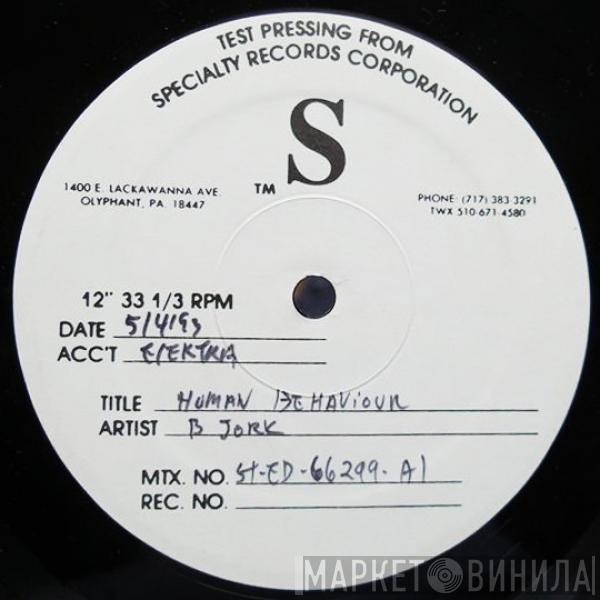 TEST PRESSING FROM
SPECIALTY RECORDS CORPORATION
S
TM
1400 E. LACKAWANNA AVE.
OLYPHANT, PA. 18447
PHONE: (717) 383-3291
TWX 510-671-4580
12" 33 1/3 RPM
DATE 5/4/93
ACC'T ElEKTRA
TITLE HUMAN BEHAViOUR
ARTIST B JORK
MTX. NO. St-ED-66299-A1
REC. NO.
МАРКЕТ ВИНИЛА